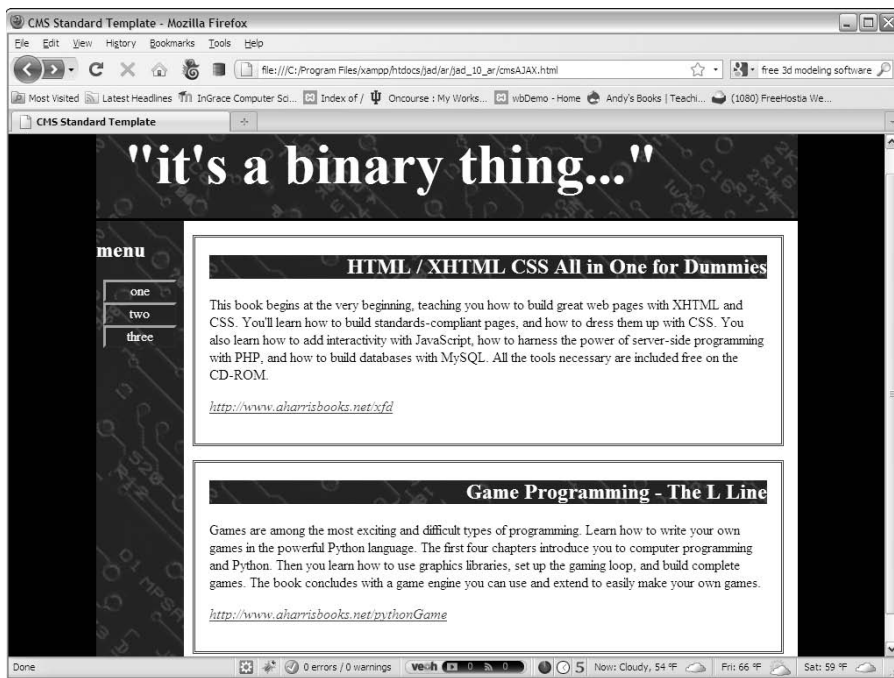 CMS Standard Template - Mozilla Firefox
File Edit View History Bookmarks Tools Help
file:///C:/Program Files/xampp/htdocs/jad/ar/jad_10_ar/cmsAJAX.html
free 3d modeling software
Most Visited Latest Headlines InGrace Computer Sci... Index of / Oncourse : My Works... wbDemo - Home Andy's Books | Teachi... (1080) FreeHostia We...
CMS Standard Template
"it's a binary thing..."
menu
one
two
three
HTML / XHTML CSS All in One for Dummies
This book begins at the very beginning, teaching you how to build great web pages with XHTML and
CSS. You'll learn how to build standards-compliant pages, and how to dress them up with CSS. You
also learn how to add interactivity with JavaScript, how to harness the power of server-side programming
with PHP, and how to build databases with MySQL. All the tools necessary are included free on the
CD-ROM.
http://www.aharrisbooks.net/xfd
Game Programming - The L Line
Games are among the most exciting and difficult types of programming. Learn how to write your own
games in the powerful Python language. The first four chapters introduce you to computer programming
and Python. Then you learn how to use graphics libraries, set up the gaming loop, and build complete
games. The book concludes with a game engine you can use and extend to easily make your own games.
http://www.aharrisbooks.net/pythonGame
Done 0 errors / 0 warnings veoh 0 0 5 Now: Cloudy, 54 °F Fri: 66 °F Sat: 59 °F